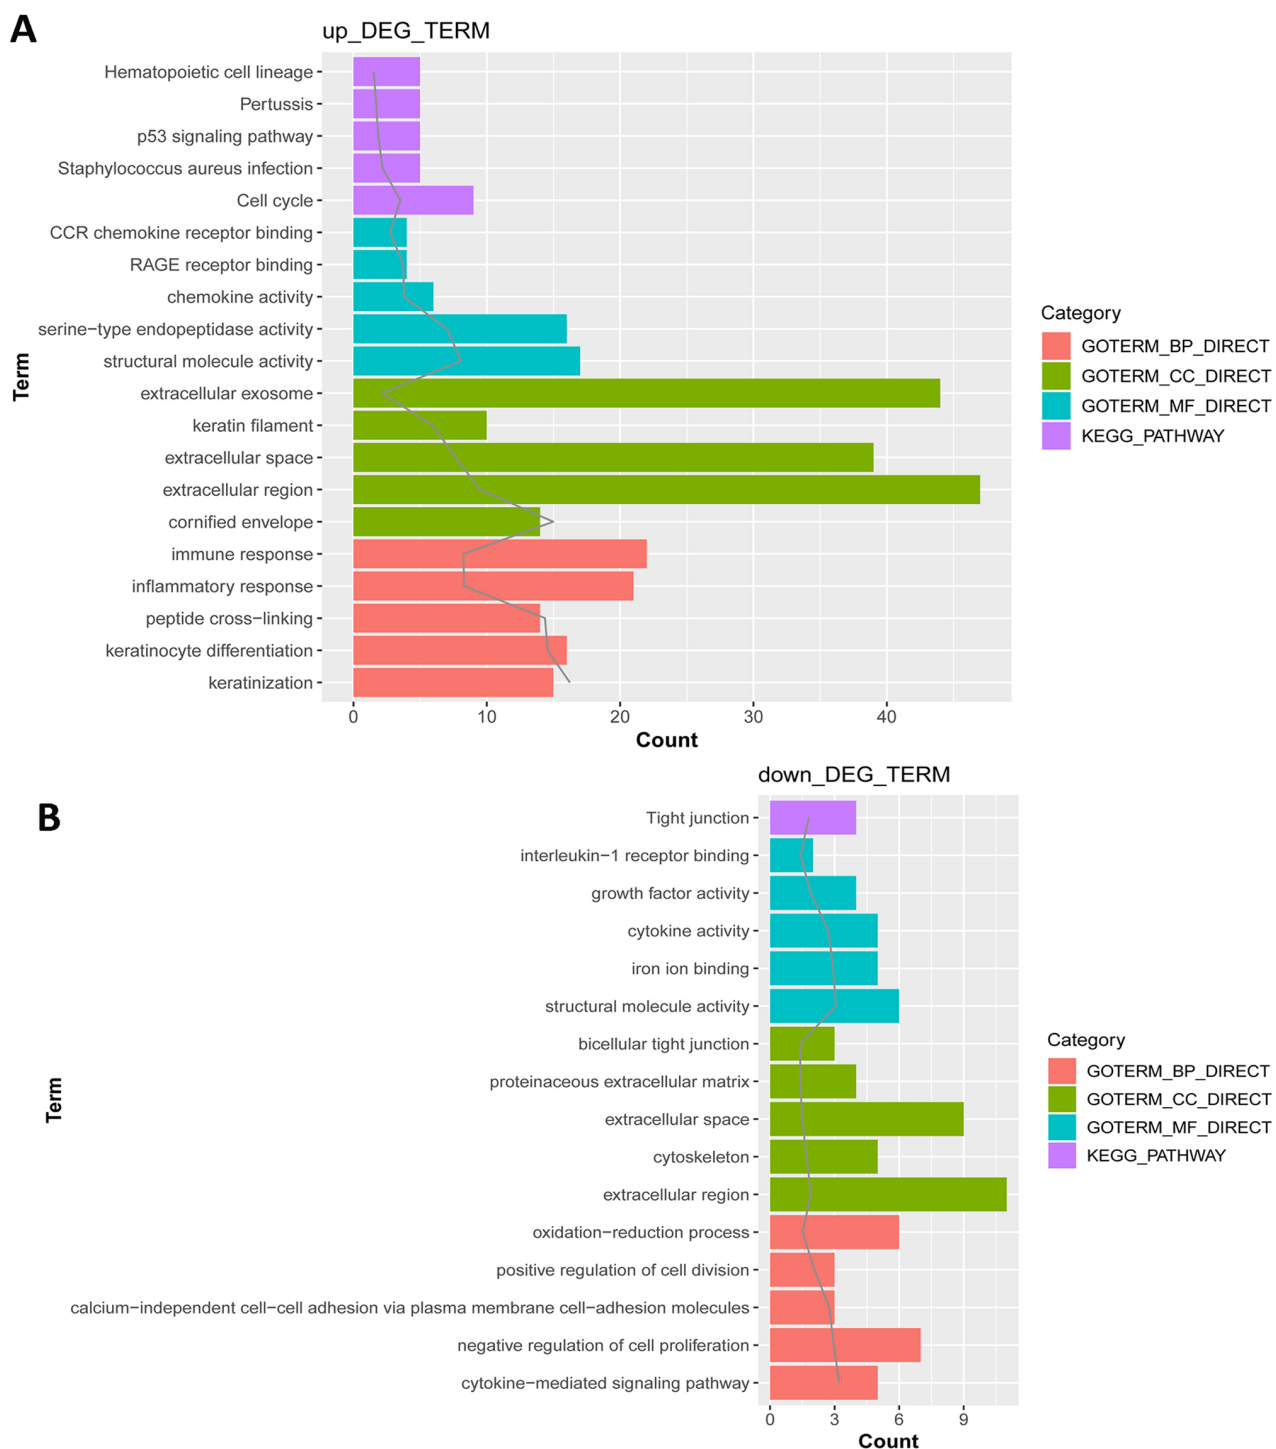 A
up_DEG_TERM
Hematopoietic cell lineage
Pertussis
p53 signaling pathway
Staphylococcus aureus infection
Cell cycle
CCR chemokine receptor binding
RAGE receptor binding
chemokine activity
serine−type endopeptidase activity
structural molecule activity
extracellular exosome
keratin filament
extracellular space
extracellular region
cornified envelope
immune response
inflammatory response
peptide cross−linking
keratinocyte differentiation
keratinization
Term
0 10 20 30 40
Count
Category
GOTERM_BP_DIRECT
GOTERM_CC_DIRECT
GOTERM_MF_DIRECT
KEGG_PATHWAY
B
down_DEG_TERM
Tight junction
interleukin−1 receptor binding
growth factor activity
cytokine activity
iron ion binding
structural molecule activity
bicellular tight junction
proteinaceous extracellular matrix
extracellular space
cytoskeleton
extracellular region
oxidation−reduction process
positive regulation of cell division
calcium−independent cell−cell adhesion via plasma membrane cell−adhesion molecules
negative regulation of cell proliferation
cytokine−mediated signaling pathway
Term
0 3 6 9
Count
Category
GOTERM_BP_DIRECT
GOTERM_CC_DIRECT
GOTERM_MF_DIRECT
KEGG_PATHWAY